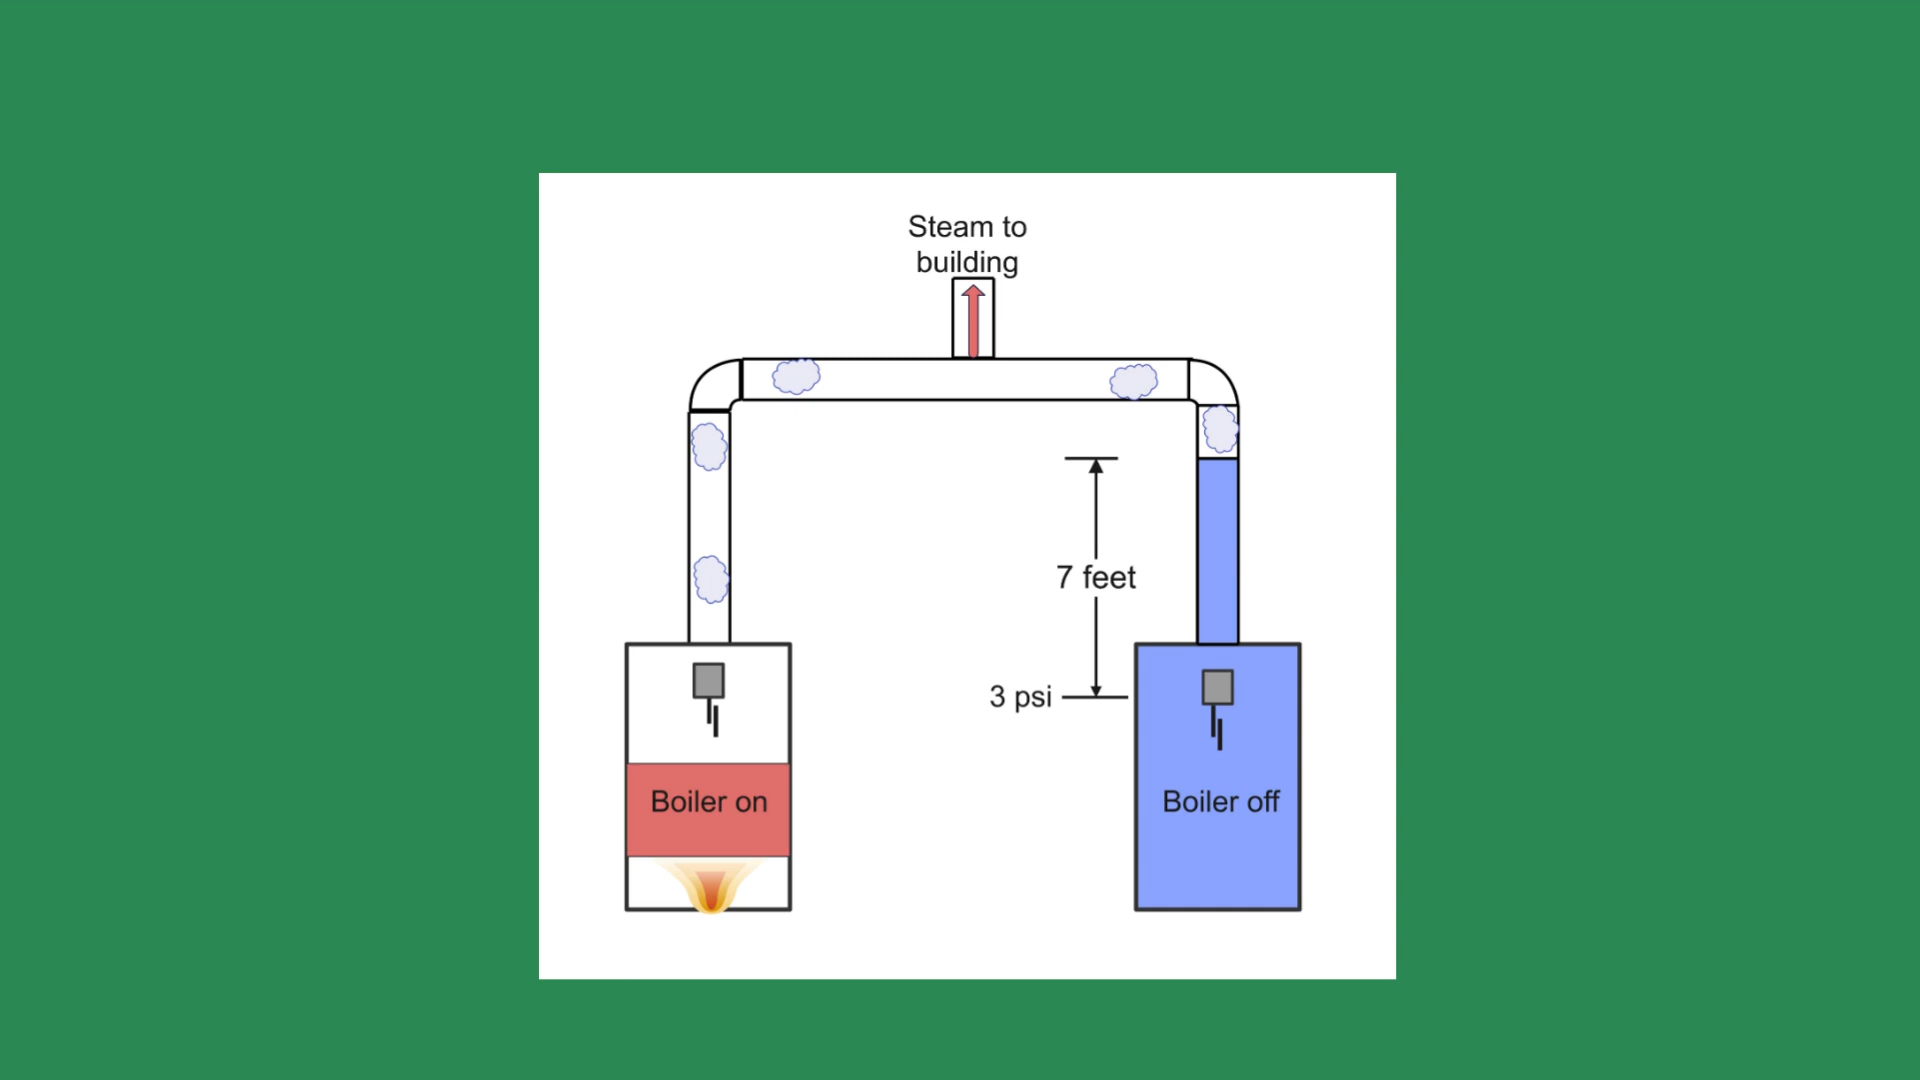 Steam to
building
7 feet
3 psi
Boiler on
Boiler off